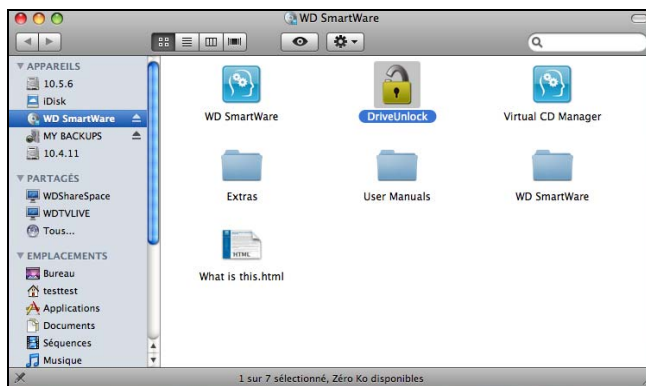 WD SmartWare
APPAREILS
10.5.6
iDisk
WD SmartWare
MY BACKUPS
10.4.11
PARTAGÉS
WDShareSpace
WDTVLIVE
Tous...
EMPLACEMENTS
Bureau
testtest
Applications
Documents
Séquences
Musique
WD SmartWare
DriveUnlock
Virtual CD Manager
Extras
User Manuals
WD SmartWare
HTML
What is this.html
1 sur 7 sélectionné, Zéro Ko disponibles